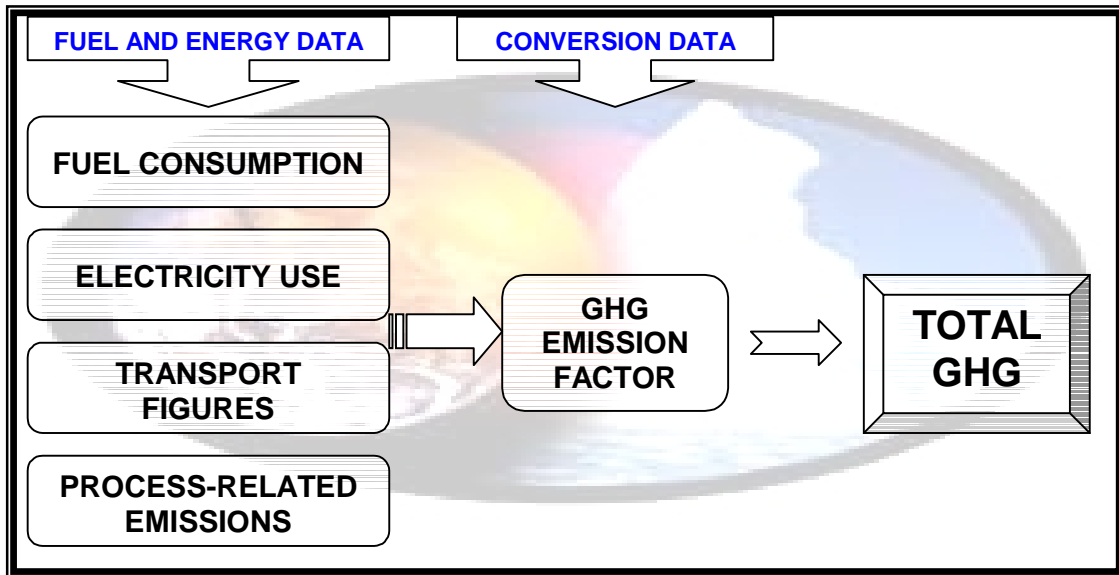 FUEL AND ENERGY DATA
CONVERSION DATA
FUEL CONSUMPTION
ELECTRICITY USE
TRANSPORT
FIGURES
PROCESS-RELATED
EMISSIONS
GHG
EMISSION
FACTOR
TOTAL
GHG